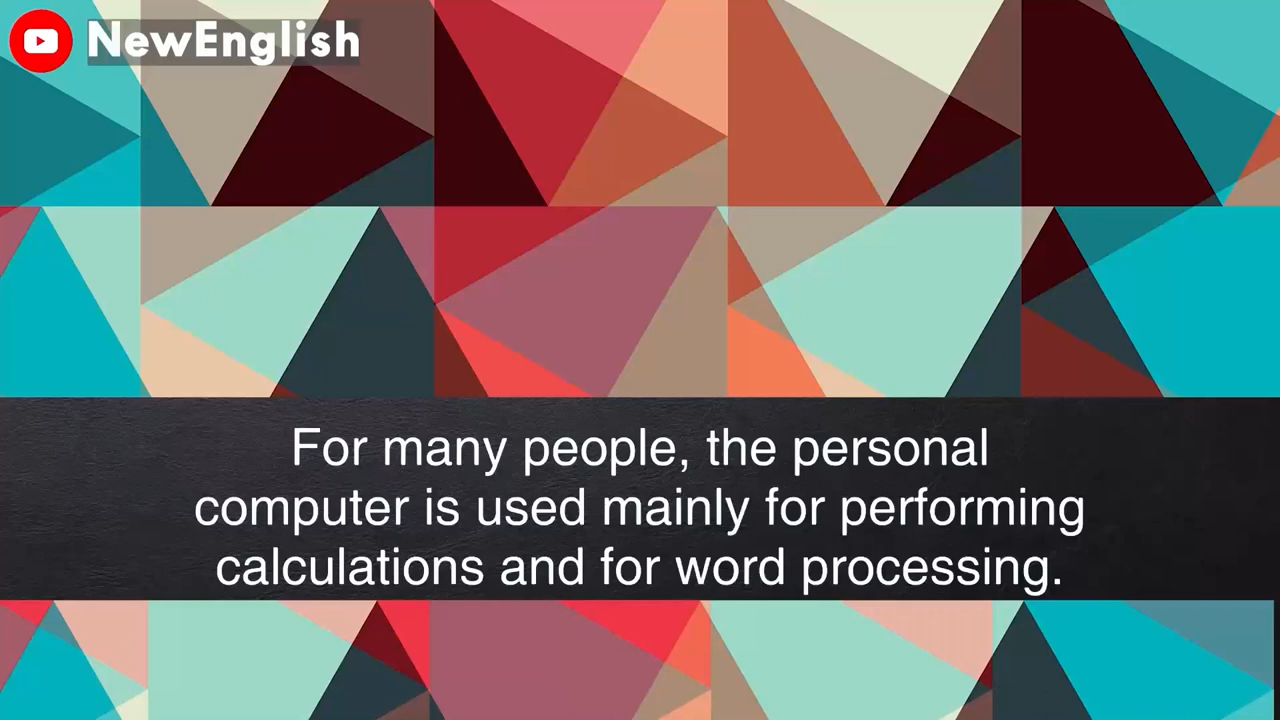 NewEnglish
For many people, the personal
computer is used mainly for performing
calculations and for word processing.